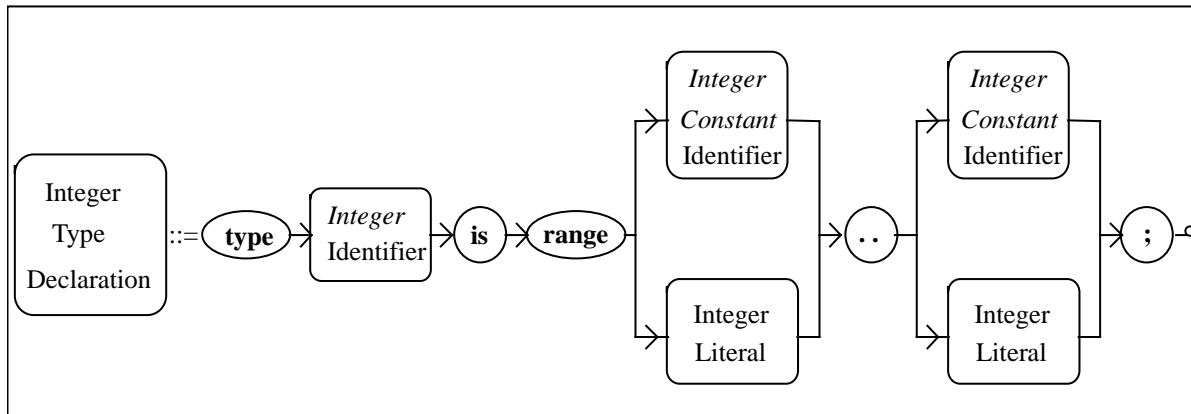 Integer
Type
Declaration
::=
type
Integer
Identifier
is
range
Integer
Constant
Identifier
Integer
Literal
. .
Integer
Constant
Identifier
Integer
Literal
;